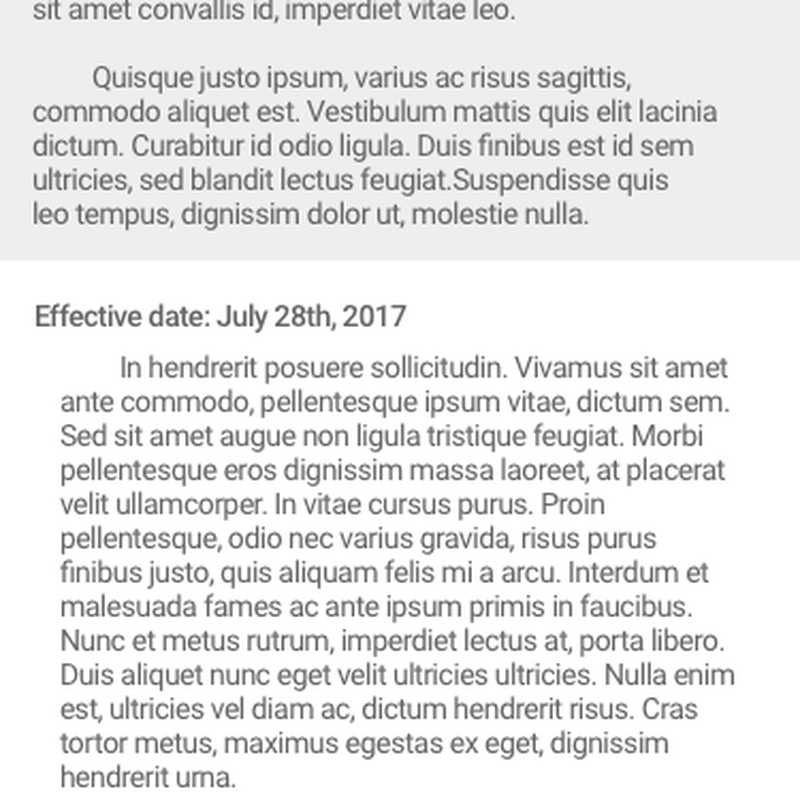 sit amet convallis id, imperdiet vitae leo.
Quisque justo ipsum, varius ac risus sagittis,
commodo aliquet est. Vestibulum mattis quis elit lacinia
dictum. Curabitur id odio ligula. Duis finibus est id sem
ultricies, sed blandit lectus feugiat.Suspendisse quis
leo tempus, dignissim dolor ut, molestie nulla.
Effective date: July 28th, 2017
In hendrerit posuere sollicitudin. Vivamus sit amet
ante commodo, pellentesque ipsum vitae, dictum sem.
Sed sit amet augue non ligula tristique feugiat. Morbi
pellentesque eros dignissim massa laoreet, at placerat
velit ullamcorper. In vitae cursus purus. Proin
pellentesque, odio nec varius gravida, risus purus
finibus justo, quis aliquam felis mi a arcu. Interdum et
malesuada fames ac ante ipsum primis in faucibus.
Nunc et metus rutrum, imperdiet lectus at, porta libero.
Duis aliquet nunc eget velit ultricies ultricies. Nulla enim
est, ultricies vel diam ac, dictum hendrerit risus. Cras
tortor metus, maximus egestas ex eget, dignissim
hendrerit urna.